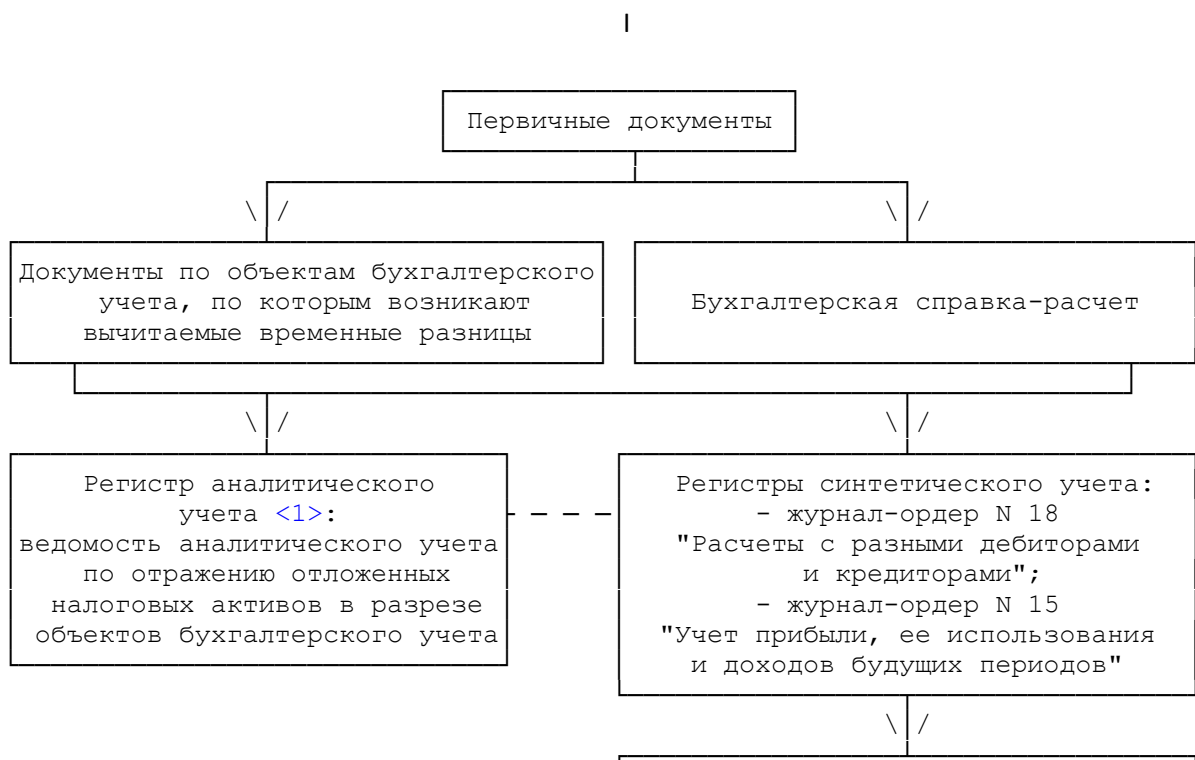 Первичные документы
Документы по объектам бухгалтерского
учета, по которым возникают
вычитаемые временные разницы
Бухгалтерская справка-расчет
Регистр аналитического
учета <1>:
ведомость аналитического учета
по отражению отложенных
налоговых активов в разрезе
объектов бухгалтерского учета
Регистры синтетического учета:
- журнал-ордер N 18
"Расчеты с разными дебиторами
и кредиторами";
- журнал-ордер N 15
"Учет прибыли, ее использования
и доходов будущих периодов"